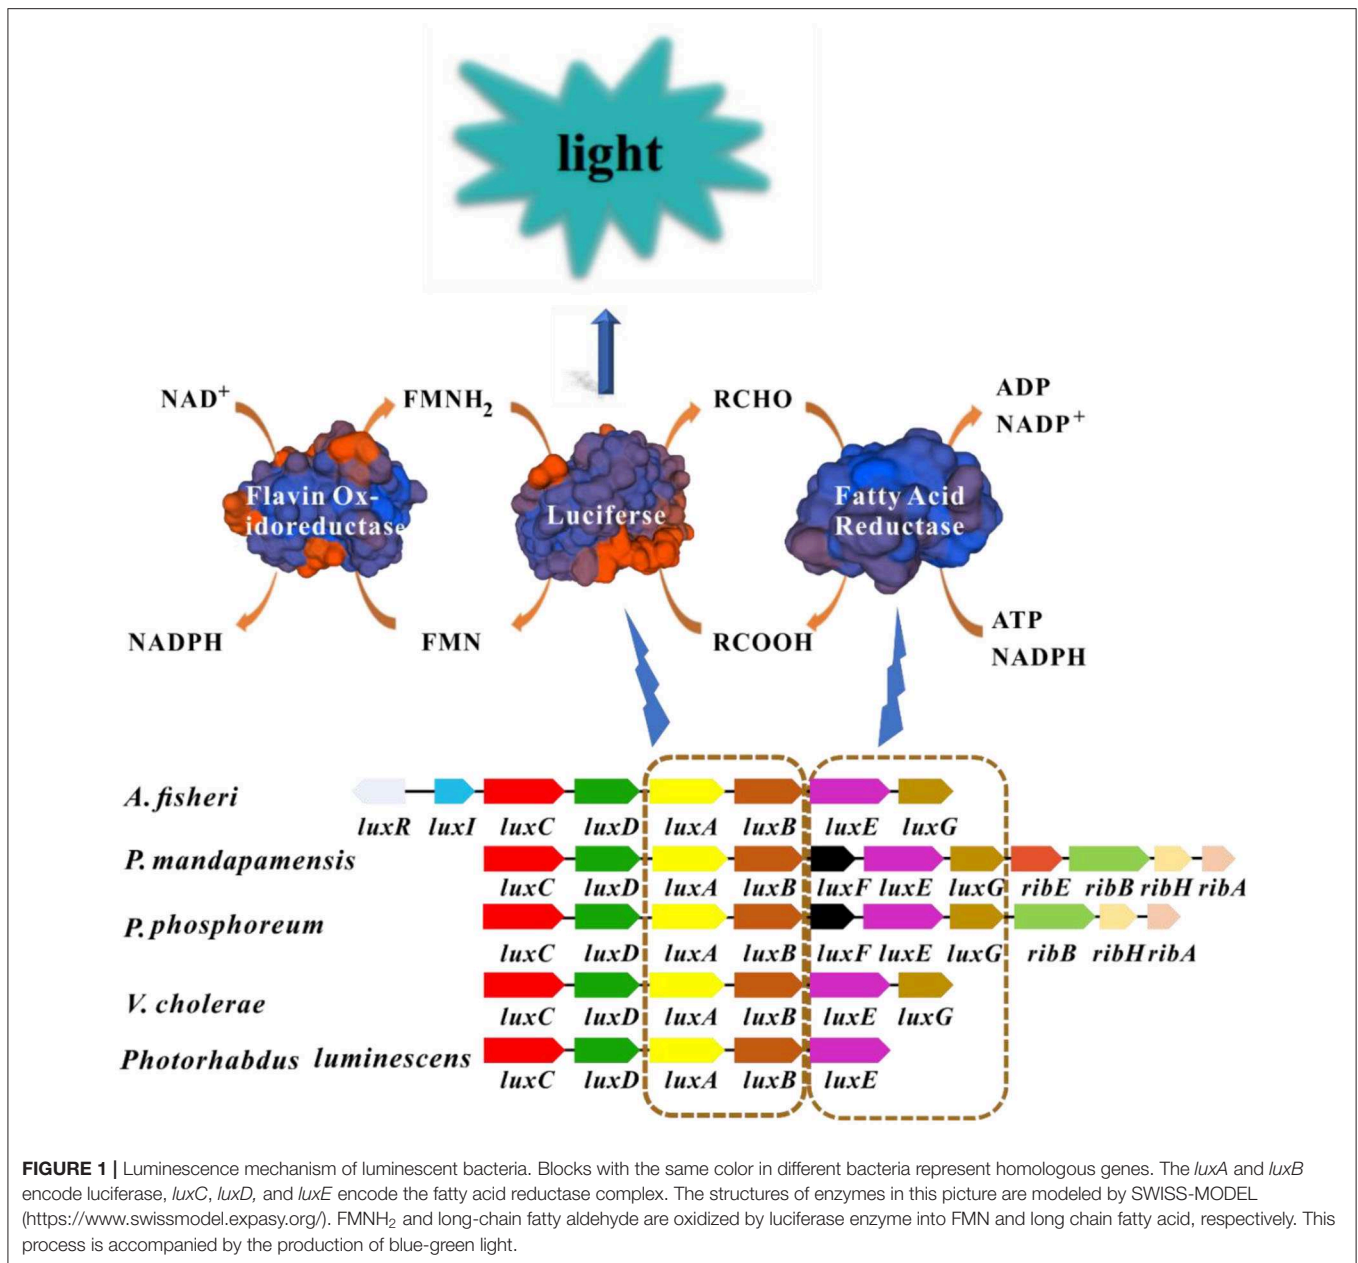 light
NAD+
FMNH2
RCHO
ADP
NADP+
Flavin Ox-
idoreductase
Luciferse
Fatty Acid
Reductase
NADPH
FMN
RCOOH
ATP
NADPH
A. fisheri
luxR luxI luxC luxD luxA luxB luxE luxG
P. mandapamensis
luxC luxD luxA luxB luxF luxE luxG ribE ribB ribH ribA
P. phosphoreum
luxC luxD luxA luxB luxF luxE luxG ribB ribH ribA
V. cholerae
luxC luxD luxA luxB luxE luxG
Photorhabdus luminescens
luxC luxD luxA luxB luxE
FIGURE 1 | Luminescence mechanism of luminescent bacteria. Blocks with the same color in different bacteria represent homologous genes. The luxA and luxB
encode luciferase, luxC, luxD, and luxE encode the fatty acid reductase complex. The structures of enzymes in this picture are modeled by SWISS-MODEL
(https://www.swissmodel.expasy.org/). FMNH2 and long-chain fatty aldehyde are oxidized by luciferase enzyme into FMN and long chain fatty acid, respectively. This
process is accompanied by the production of blue-green light.